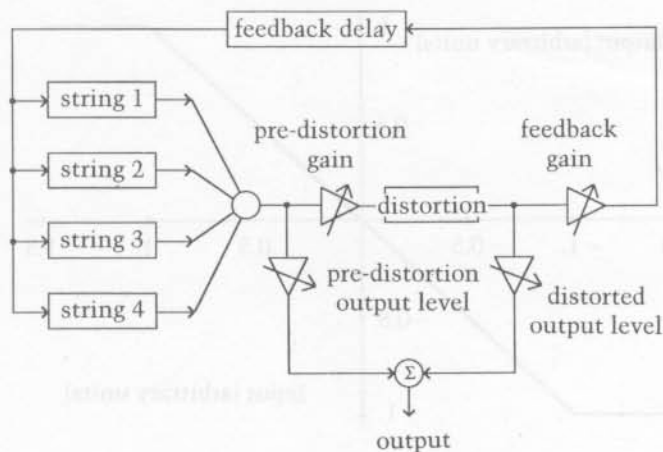 feedback delay
string 1
string 2
string 3
string 4
pre-distortion
gain
distortion
feedback
gain
pre-distortion
output level
distorted
output level
Σ
output